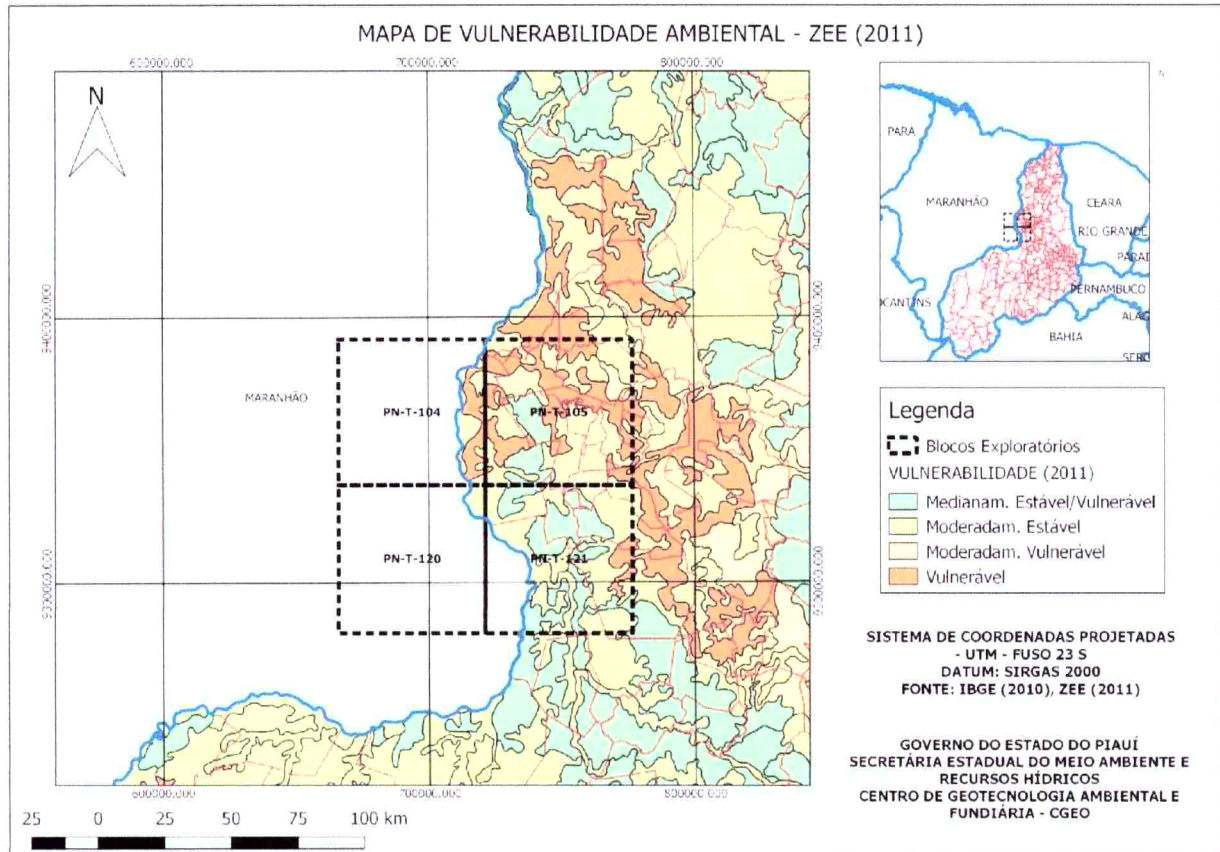 MAPA DE VULNERABILIDADE AMBIENTAL - ZEE (2011)
600000.000
700000.000
800000.000
N
9400000.000
9400000.000
MARANHÃO
PN-T-104
PN-T-105
PN-T-120
PN-T-121
9300000.000
9300000.000
600000.000
700000.000
800000.000
25 0 25 50 75 100 km
N
PARA
MARANHÃO
CEARA
RIO GRANDE
PARAI
PERNAMBUCO
OCANTINS
ALAG
BAHIA
SERG
Legenda
Blocos Exploratórios
VULNERABILIDADE (2011)
Medianam. Estável/Vulnerável
Moderadam. Estável
Moderadam. Vulnerável
Vulnerável
SISTEMA DE COORDENADAS PROJETADAS
- UTM - FUSO 23 S
DATUM: SIRGAS 2000
FONTE: IBGE (2010), ZEE (2011)
GOVERNO DO ESTADO DO PIAUÍ
SECRETÁRIA ESTADUAL DO MEIO AMBIENTE E
RECURSOS HÍDRICOS
CENTRO DE GEOTECNOLOGIA AMBIENTAL E
FUNDIÁRIA - CGEO